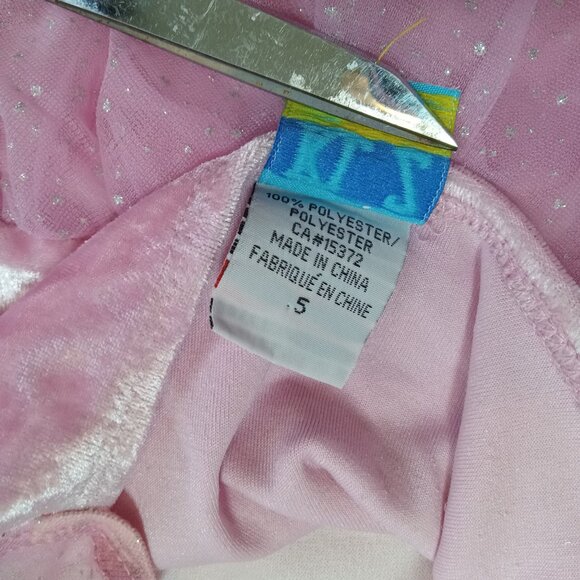 100% POLYESTER/
POLYESTER
CA#15372
MADE IN CHINA
FABRIQUÉ EN CHINE
5